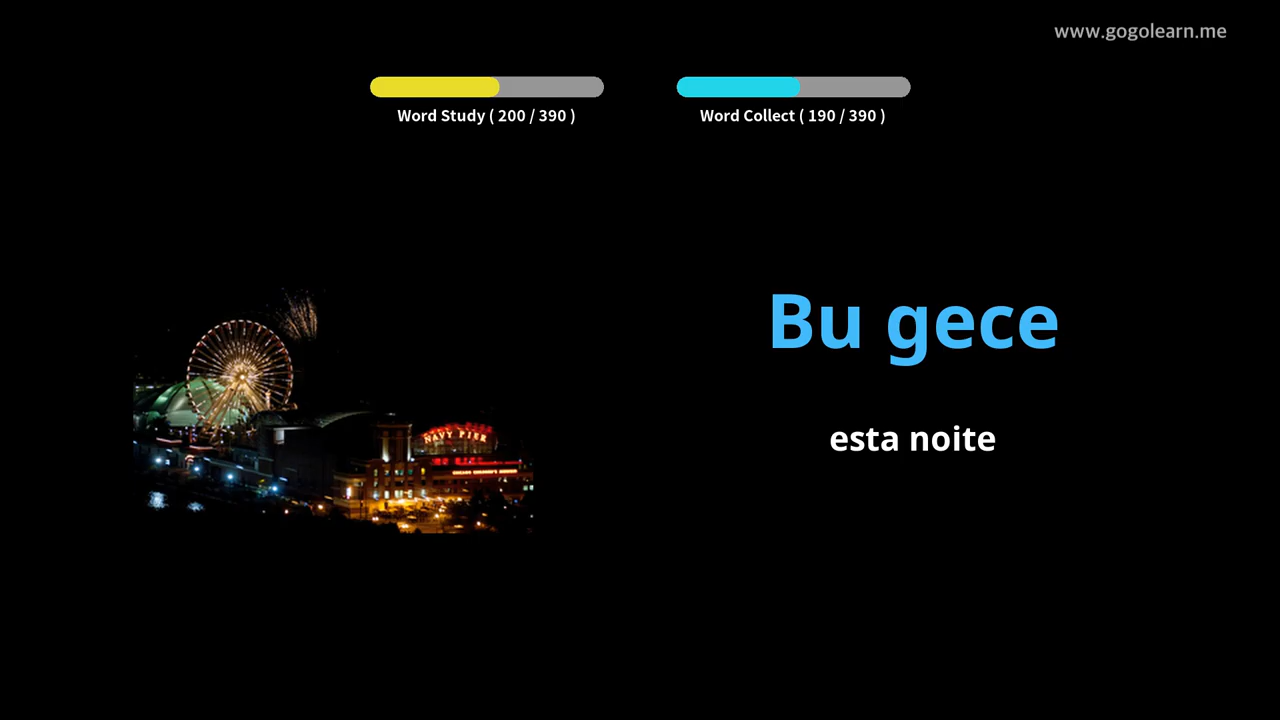 www.gogolearn.me
Word Study ( 200 / 390 )
Word Collect ( 190 / 390 )
Bu gece
esta noite
NAVY PIER